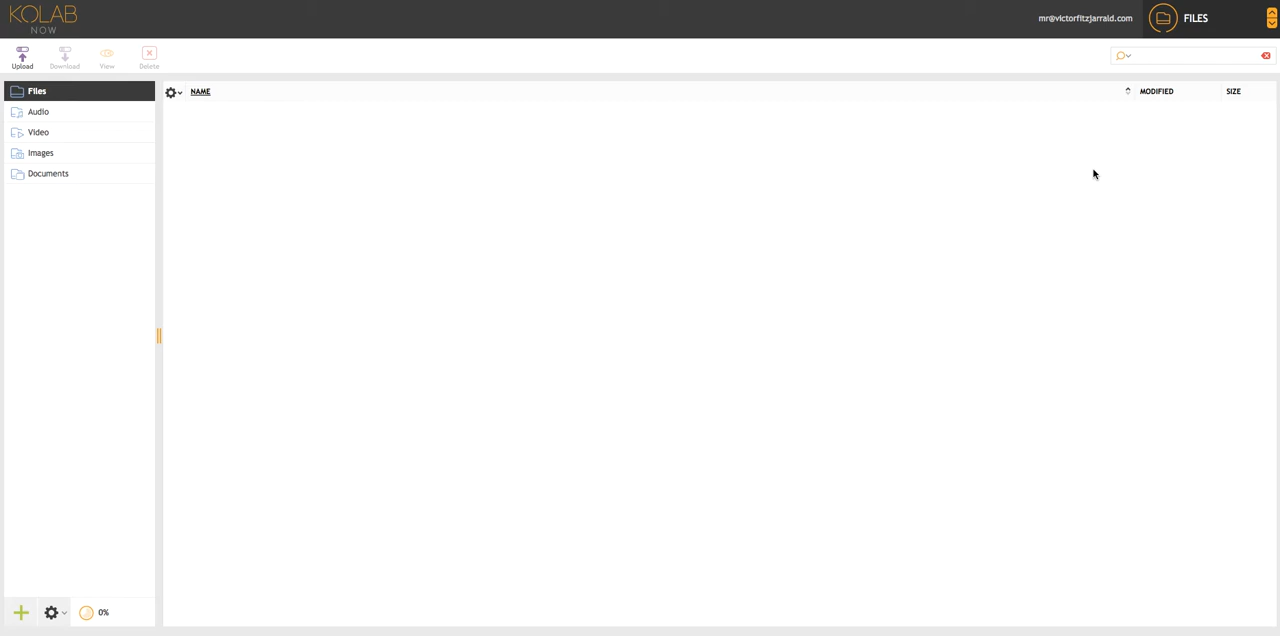 KOLAB
NOW
mr@victorfitzjarrald.com
FILES
Upload
Download
View
Delete
Files
NAME
MODIFIED
SIZE
Audio
Video
Images
Documents
0%